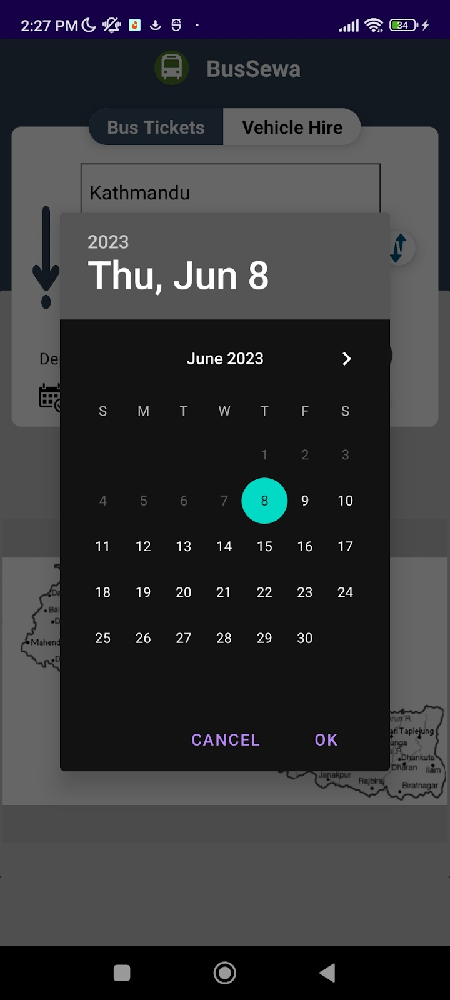 2:27 PM
34
BusSewa
Bus Tickets
Vehicle Hire
Kathmandu
2023
Thu, Jun 8
De
June 2023
S M T W T F S
1 2 3
4 5 6 7 8 9 10
11 12 13 14 15 16 17
18 19 20 21 22 23 24
25 26 27 28 29 30
CANCEL OK
Da
Bai
D
Mahend
D
ari Taplejung
unga
Dhankuta
Dharan
Ilam
Janakpur
Rajbiraj
Biratnagar